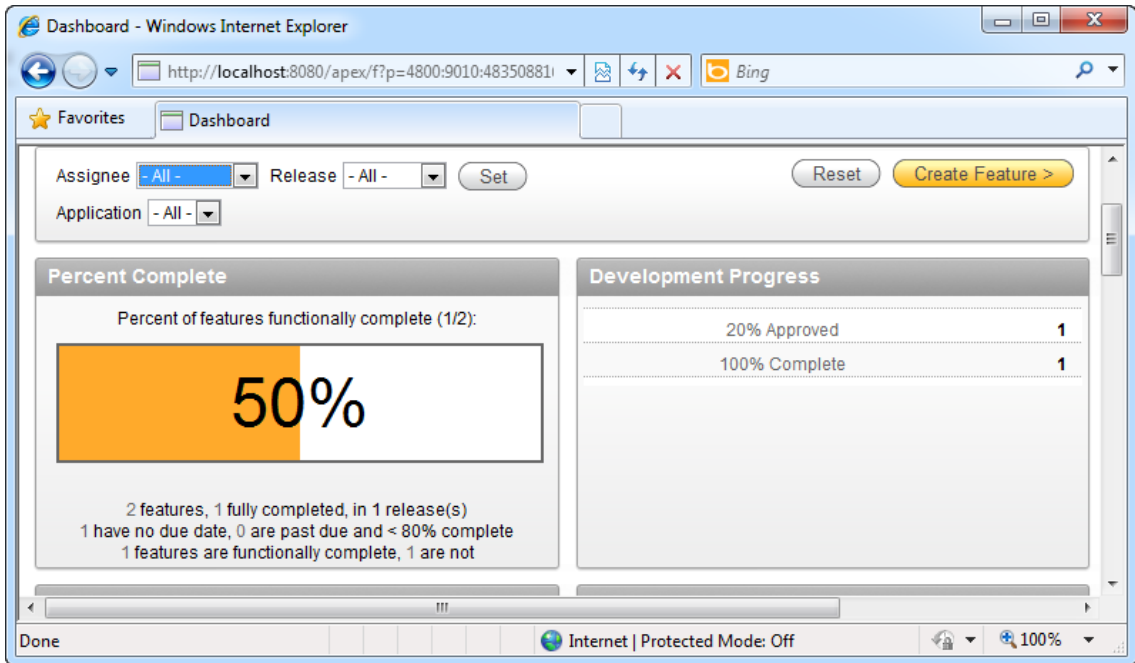 Dashboard - Windows Internet Explorer
http://localhost:8080/apex/f?p=4800:9010:48350881
Bing
Favorites
Dashboard
Assignee - All - Release - All - Set Reset Create Feature >
Application - All -
Percent Complete
Percent of features functionally complete (1/2):
50%
2 features, 1 fully completed, in 1 release(s)
1 have no due date, 0 are past due and < 80% complete
1 features are functionally complete, 1 are not
Development Progress
20% Approved 1
100% Complete 1
Done Internet | Protected Mode: Off 100%